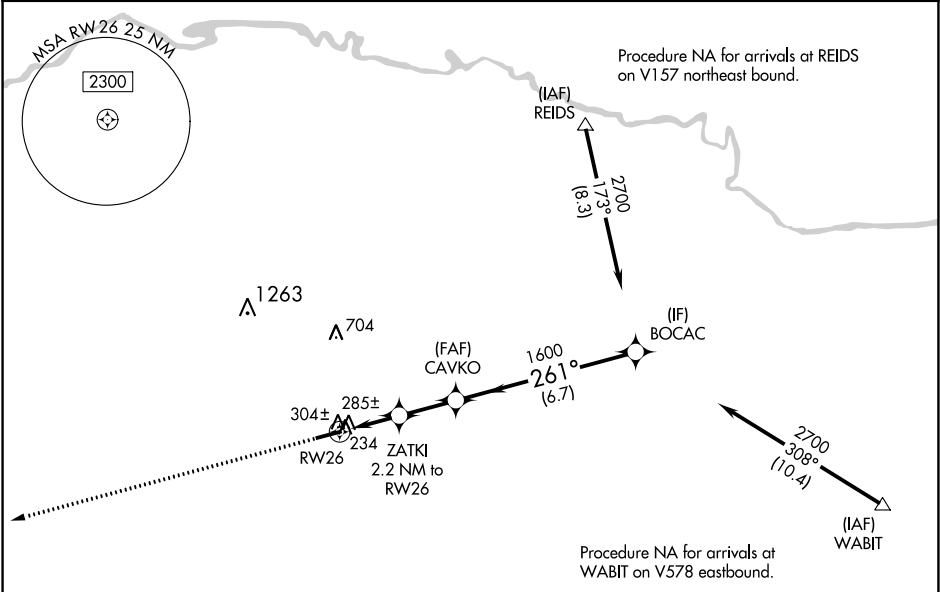 MSA RW26 25 NM
2300
Procedure NA for arrivals at REIDS
on V157 northeast bound.
(IAF)
REIDS
2700
173°
(8.3)
1263
704
(IF)
BOCAC
(FAF)
CAVKO
1600
261°
(6.7)
304±
285±
234
RW26
ZATKI
2.2 NM to
RW26
2700
308°
(10.4)
(IAF)
WABIT
Procedure NA for arrivals at
WABIT on V578 eastbound.